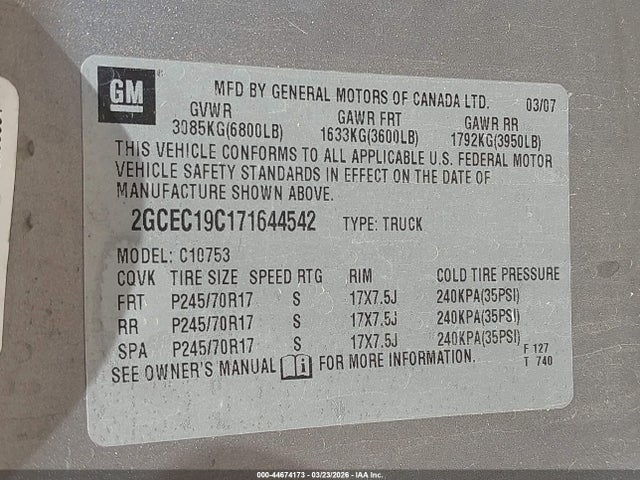 GM
MFD BY GENERAL MOTORS OF CANADA LTD. 03/07
GVWR GAWR FRT GAWR RR
3085KG(6800LB) 1633KG(3600LB) 1792KG(3950LB)
THIS VEHICLE CONFORMS TO ALL APPLICABLE U.S. FEDERAL MOTOR
VEHICLE SAFETY STANDARDS IN EFFECT ON THE DATE OF
MANUFACTURE SHOWN ABOVE.
2GCEC19C171644542 TYPE: TRUCK
MODEL: C10753
CQVK TIRE SIZE SPEED RTG RIM COLD TIRE PRESSURE
FRT P245/70R17 S 17X7.5J 240KPA(35PSI)
RR P245/70R17 S 17X7.5J 240KPA(35PSI)
SPA P245/70R17 S 17X7.5J 240KPA(35PSI)
SEE OWNER'S MANUAL FOR MORE INFORMATION.
F 127
T 740
000-44674173 - 03/23/2026 - IAA Inc.